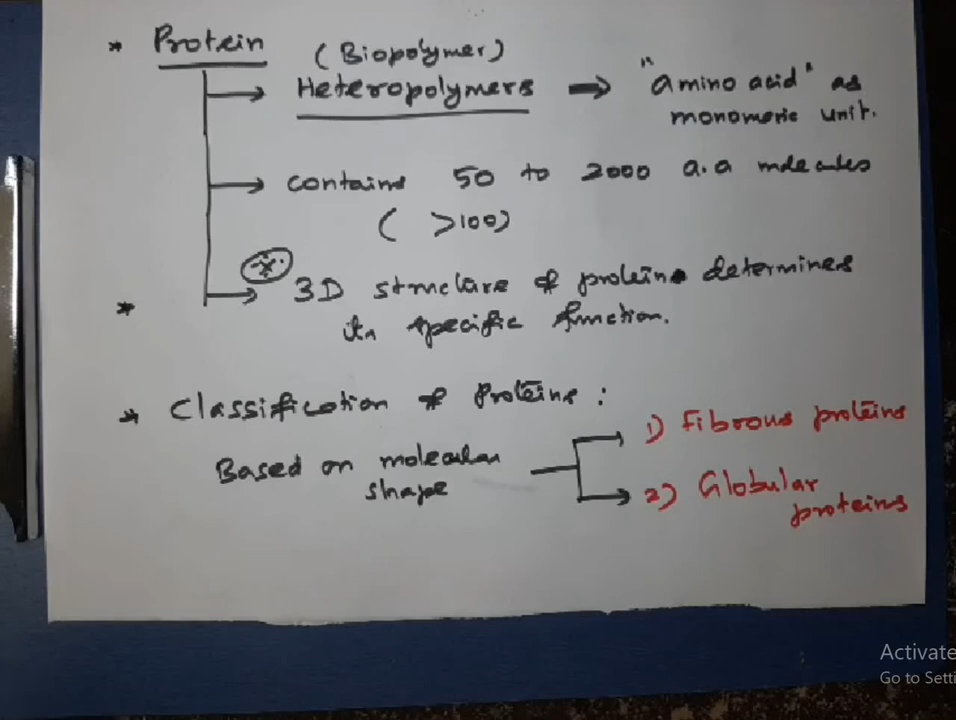 * Protein (Biopolymer)
→ Heteropolymers ⇒ "amino acid" as
monomeric unit.
→ contains 50 to 2000 a.a molecules
( >100)
* → 3D structure of proteins determines
its specific function.
* Classification of Proteins :
Based on molecular
shape
→ 1) Fibrous proteins
→ 2) Globular
proteins
Activate
Go to Setti